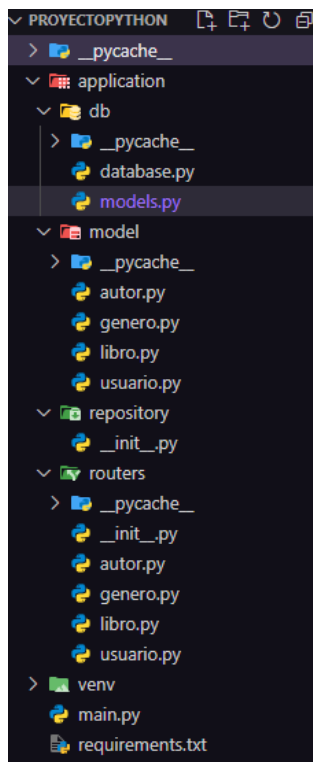 PROYECTOPYTHON
__pycache__
application
db
__pycache__
database.py
models.py
model
__pycache__
autor.py
genero.py
libro.py
usuario.py
repository
__init__.py
routers
__pycache__
__init__.py
autor.py
genero.py
libro.py
usuario.py
venv
main.py
requirements.txt